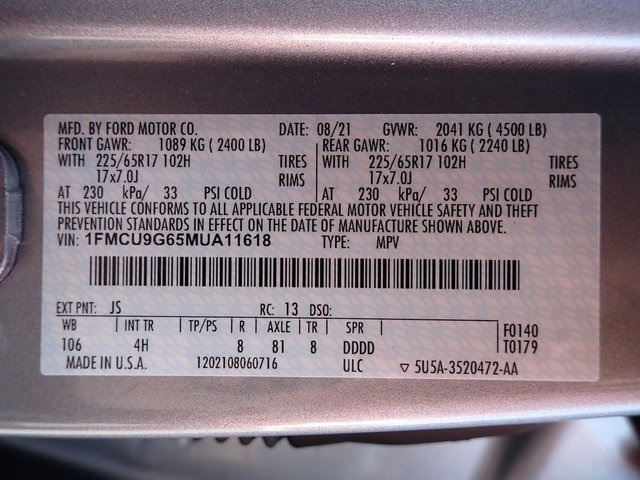 MFD. BY FORD MOTOR CO. DATE: 08/21 GVWR: 2041 KG ( 4500 LB)
FRONT GAWR: 1089 KG ( 2400 LB) REAR GAWR: 1016 KG ( 2240 LB)
WITH 225/65R17 102H TIRES WITH 225/65R17 102H TIRES
17x7.0J RIMS 17x7.0J RIMS
AT 230 kPa/ 33 PSI COLD AT 230 kPa/ 33 PSI COLD
THIS VEHICLE CONFORMS TO ALL APPLICABLE FEDERAL MOTOR VEHICLE SAFETY AND THEFT
PREVENTION STANDARDS IN EFFECT ON THE DATE OF MANUFACTURE SHOWN ABOVE.
VIN: 1FMCU9G65MUA11618 TYPE: MPV
EXT PNT: JS RC: 13 DSO:
WB INT TR TP/PS R AXLE TR SPR F0140
106 4H 8 81 8 DDDD T0179
MADE IN U.S.A. 1202108060716 ULC ▽ 5U5A-3520472-AA